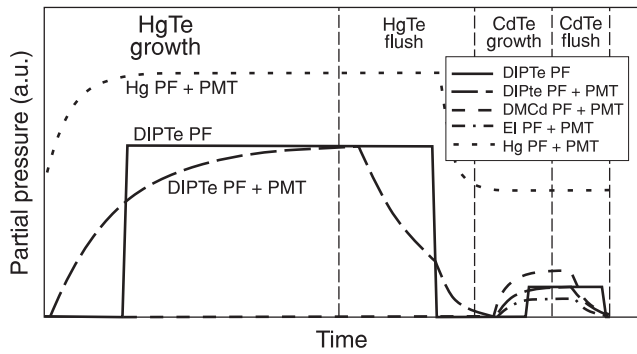 HgTe
growth
HgTe
flush
CdTe
growth
CdTe
flush
Hg PF + PMT
DIPTe PF
DIPTe PF + PMT
DIPTe PF
DIPte PF + PMT
DMCd PF + PMT
EI PF + PMT
Hg PF + PMT
Partial pressure (a.u.)
Time